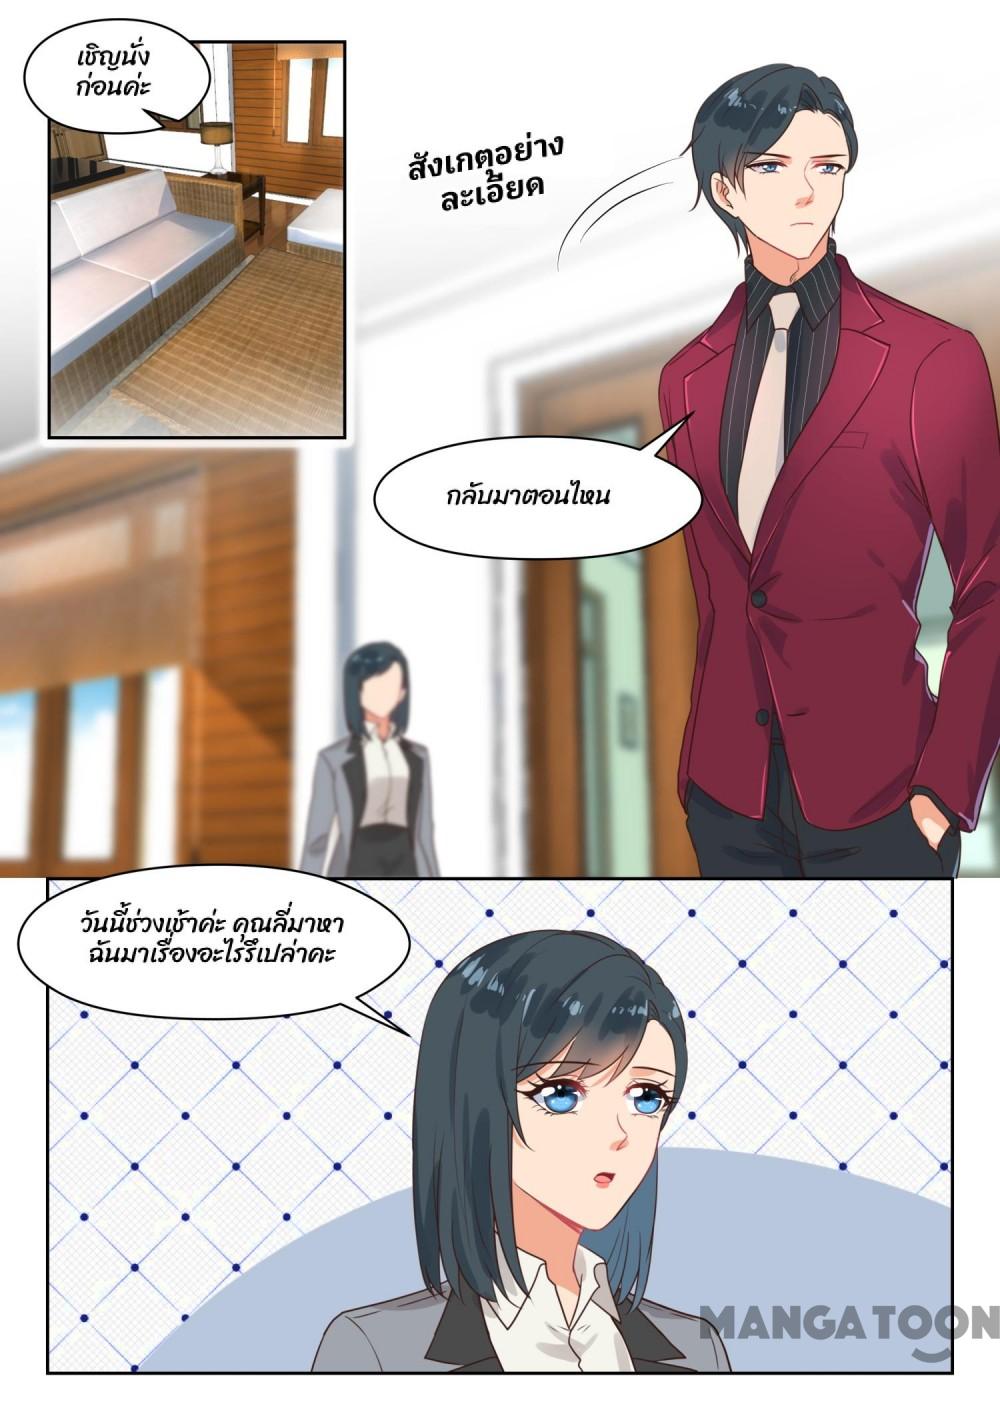 เชิญนั่ง
ก่อนค่ะ
สังเกตุอย่าง
ละเอียด
กลับมาตอนไหน
วันนี้ช่วงเช้าค่ะ คุณลี่มาหา
ฉันมาเรื่องอะไรรึเปล่าคะ
MANGATOON